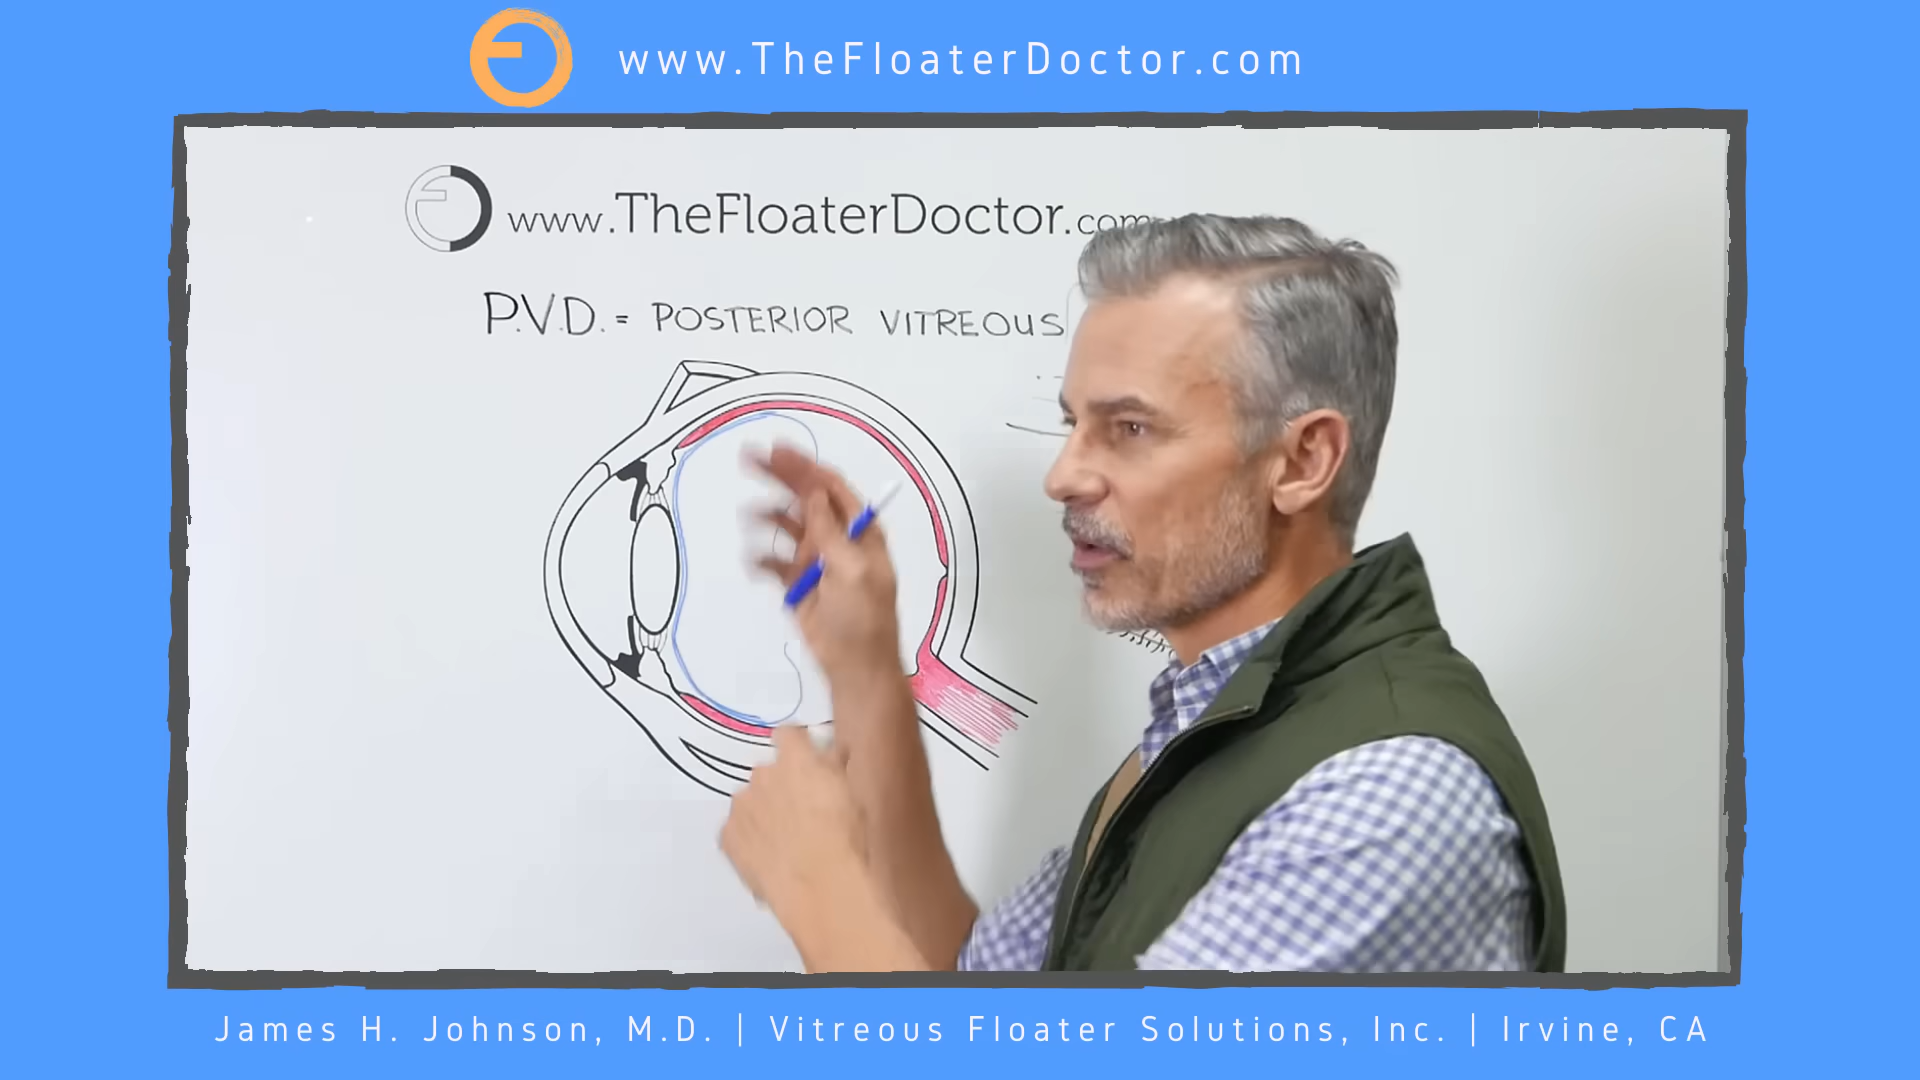 www.TheFloaterDoctor.com
www.TheFloaterDoctor.com
P.V.D. = POSTERIOR VITREOUS
James H. Johnson, M.D. | Vitreous Floater Solutions, Inc. | Irvine, CA